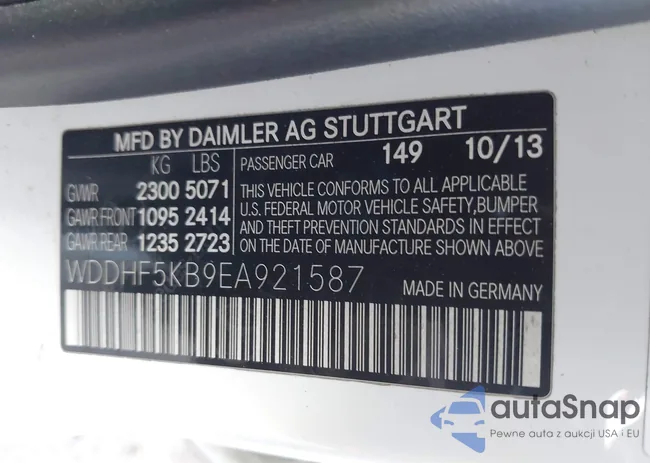 MFD BY DAIMLER AG STUTTGART
KG LBS PASSENGER CAR 149 10/13
GVWR 2300 5071 THIS VEHICLE CONFORMS TO ALL APPLICABLE
GAWR FRONT 1095 2414 U.S. FEDERAL MOTOR VEHICLE SAFETY,BUMPER
AND THEFT PREVENTION STANDARDS IN EFFECT
GAWR REAR 1235 2723 ON THE DATE OF MANUFACTURE SHOWN ABOVE.
WDDHF5KB9EA921587 MADE IN GERMANY
autaSnap
Pewne auta z aukcji USA i EU